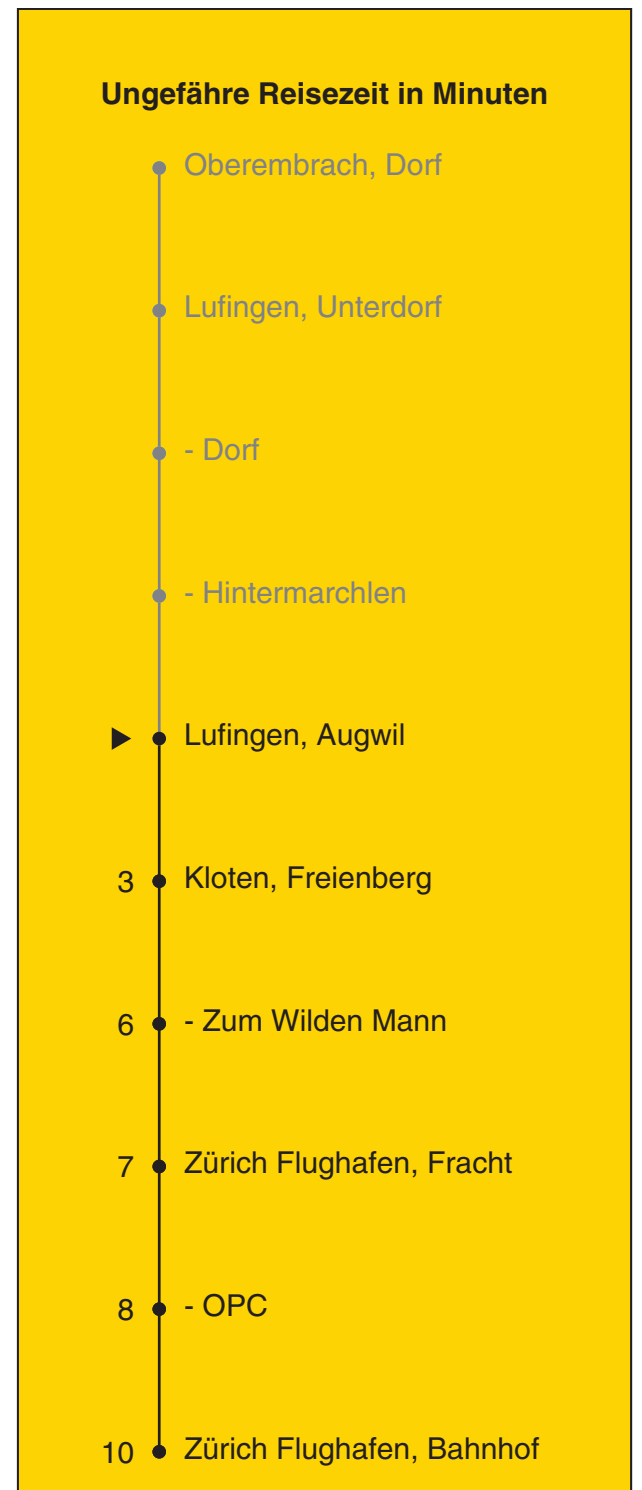 Ungefähre Reisezeit in Minuten
Oberembrach, Dorf
Lufingen, Unterdorf
- Dorf
- Hintermarchlen
Lufingen, Augwil
3 Kloten, Freienberg
6 - Zum Wilden Mann
7 Zürich Flughafen, Fracht
8 - OPC
10 Zürich Flughafen, Bahnhof